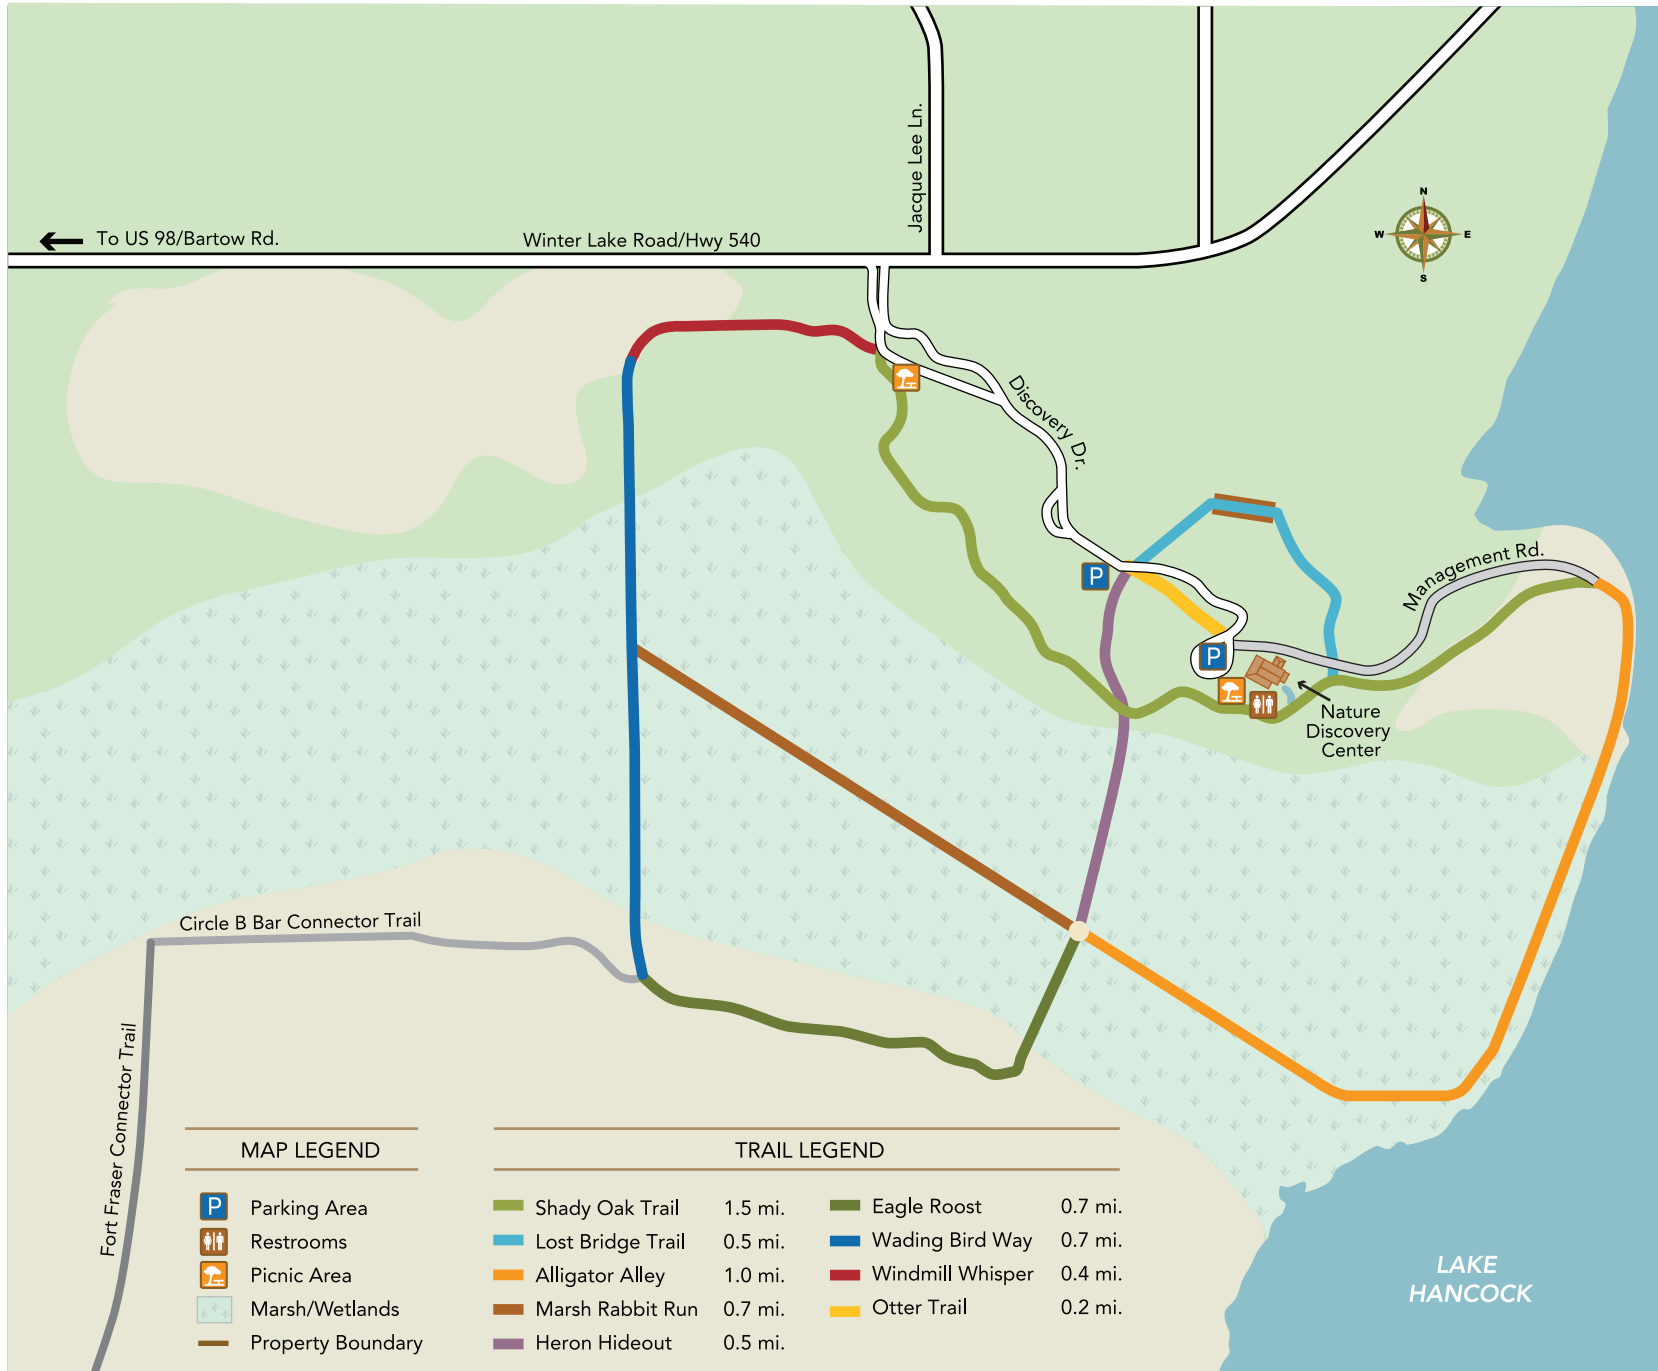 Jacque Lee Ln.
To US 98/Bartow Rd.
Winter Lake Road/Hwy 540
N
W
E
S
Discovery Dr.
Management Rd.
P
P
Nature
Discovery
Center
Circle B Bar Connector Trail
Fort Fraser Connector Trail
MAP LEGEND
P Parking Area
Restrooms
Picnic Area
Marsh/Wetlands
Property Boundary
TRAIL LEGEND
Shady Oak Trail 1.5 mi.
Lost Bridge Trail 0.5 mi.
Alligator Alley 1.0 mi.
Marsh Rabbit Run 0.7 mi.
Heron Hideout 0.5 mi.
Eagle Roost 0.7 mi.
Wading Bird Way 0.7 mi.
Windmill Whisper 0.4 mi.
Otter Trail 0.2 mi.
LAKE
HANCOCK